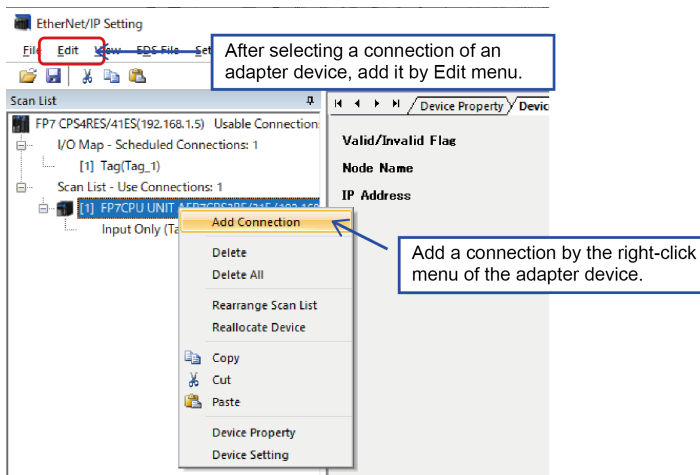 EtherNet/IP Setting
File Edit View EDS File Set
After selecting a connection of an
adapter device, add it by Edit menu.
Scan List
Device Property Devic
FP7 CPS4RES/41ES(192.168.1.5) Usable Connection:
I/O Map - Scheduled Connections: 1
[1] Tag(Tag_1)
Scan List - Use Connections: 1
[1] FP7CPU UNIT
Input Only (Ta
Valid/Invalid Flag
Node Name
IP Address
Add Connection
Delete
Delete All
Rearrange Scan List
Reallocate Device
Copy
Cut
Paste
Device Property
Device Setting
Add a connection by the right-click
menu of the adapter device.